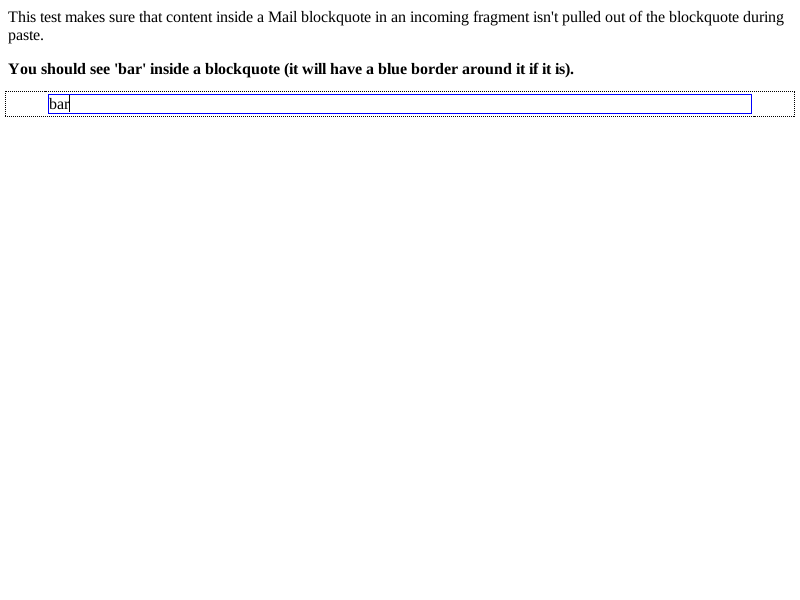 This test makes sure that content inside a Mail blockquote in an incoming fragment isn't pulled out of the blockquote during
paste.
You should see 'bar' inside a blockquote (it will have a blue border around it if it is).
bar